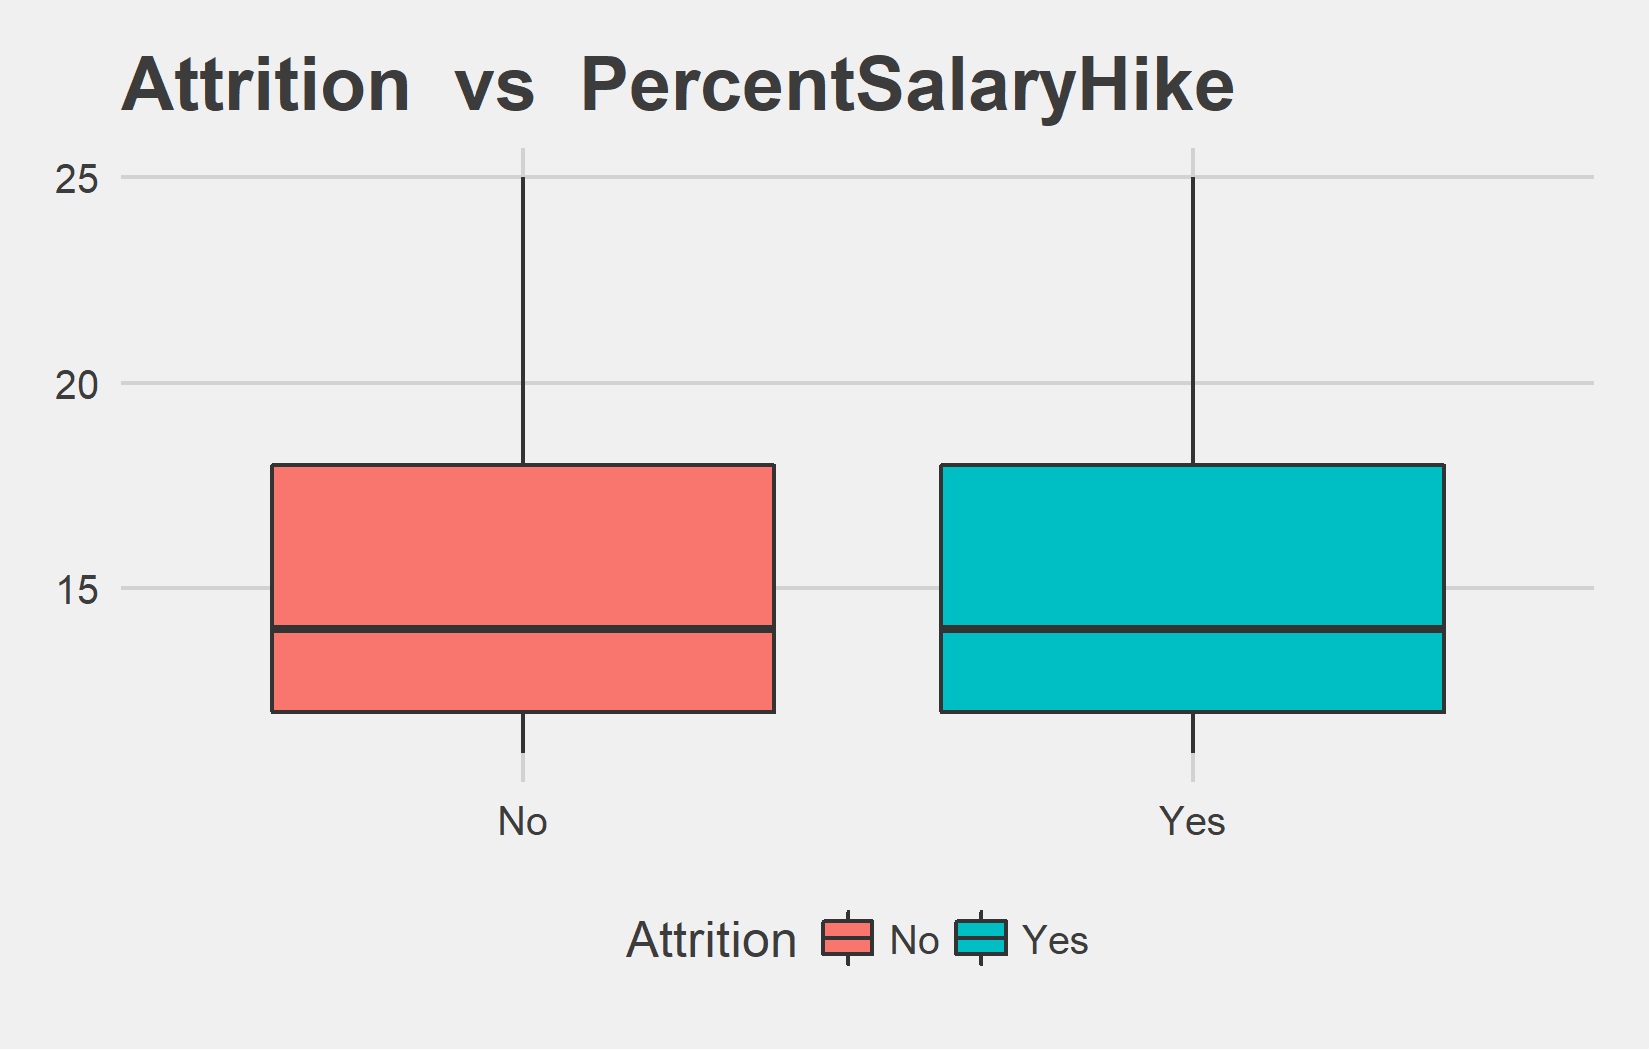 Attrition vs PercentSalaryHike
25
20
15
No Yes
Attrition No Yes